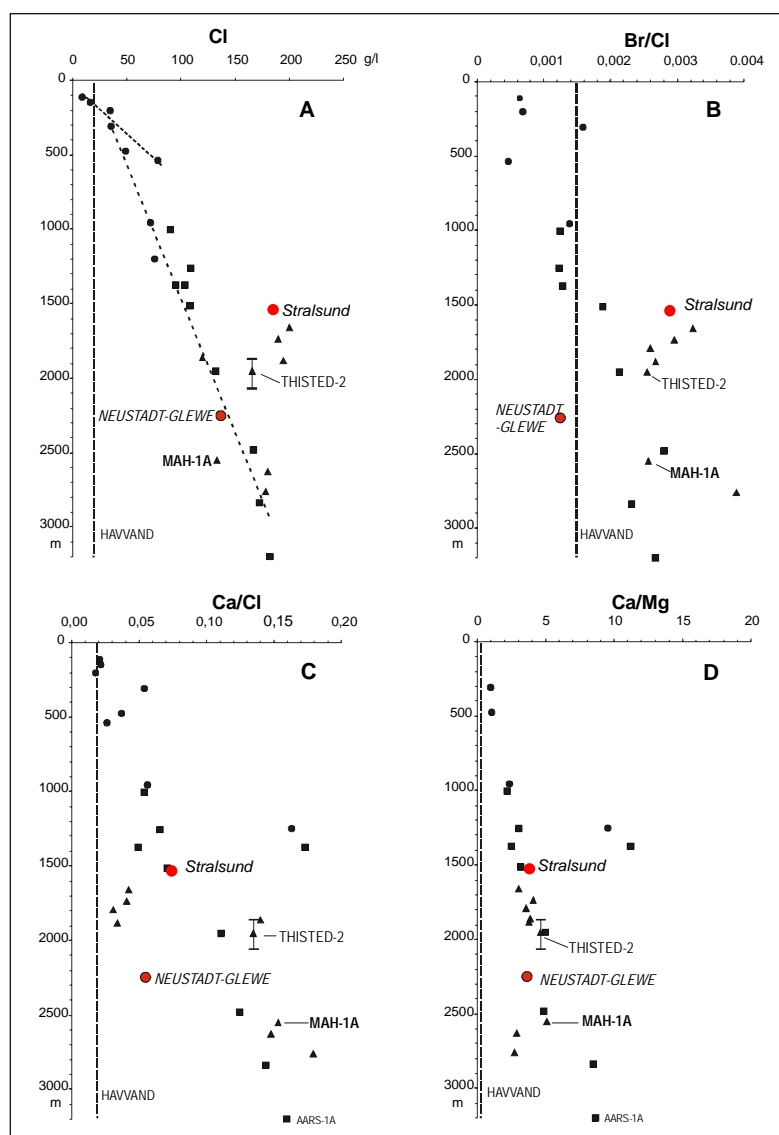 Cl
0 50 100 150 200 250 g/l
0
500
1000
1500
2000
2500
3000
m
A
Stralsund
THISTED-2
NEUSTADT-GLEWE
MAH-1A
HAVVAND
Br/Cl
0 0,001 0,002 0,003 0.004
0
500
1000
1500
2000
2500
3000
m
B
Stralsund
THISTED-2
NEUSTADT
-GLEWE
MAH-1A
HAVVAND
Ca/Cl
0,00 0,05 0,10 0,15 0,20
0
500
1000
1500
2000
2500
3000
m
C
Stralsund
THISTED-2
NEUSTADT-GLEWE
MAH-1A
HAVVAND
AARS-1A
Ca/Mg
0 5 10 15 20
0
500
1000
1500
2000
2500
3000
m
D
Stralsund
THISTED-2
NEUSTADT-GLEWE
MAH-1A
HAVVAND
AARS-1A